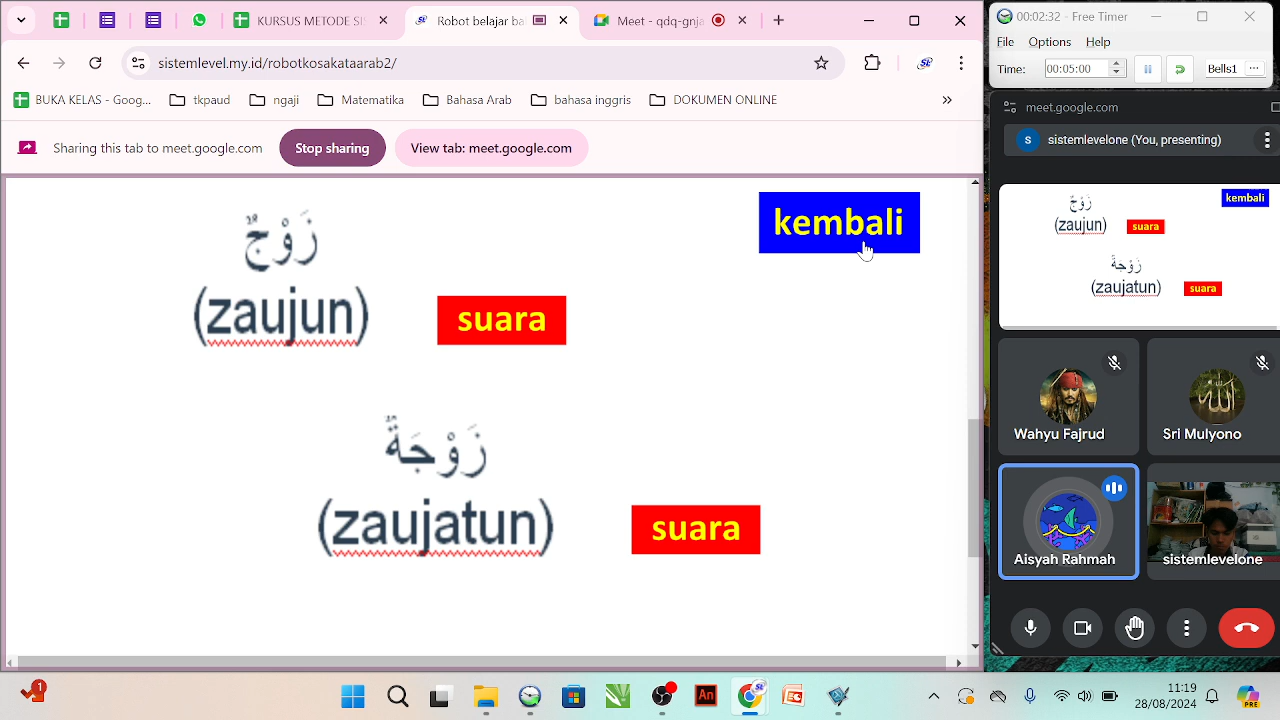 KURSUS METODE SI
Robot belajar ba
Meet - qdq-gnja
sistemlevel.my.id/robotkosakataarab2/
BUKA KELAS - Goog...
tkpaud
ngaji
Matematika
Bahasa Arab
bahasa inggris
DOKUMEN ONLINE
»
Sharing this tab to meet.google.com
Stop sharing
View tab: meet.google.com
زَوْجٌ
kembali
(zaujun)
suara
زَوْجَةٌ
(zaujatun)
suara
00:02:32 - Free Timer
File Options Help
Time: 00:05:00 Bells1 ...
meet.google.com
S
sistemlevelone (You, presenting)
زَوْجٌ
kembali
(zaujun)
suara
زَوْجَةٌ
(zaujatun)
suara
Wahyu Fajrud
Sri Mulyono
Aisyah Rahmah
sistemlevelone
1
An
11:19
28/08/2024
PRE